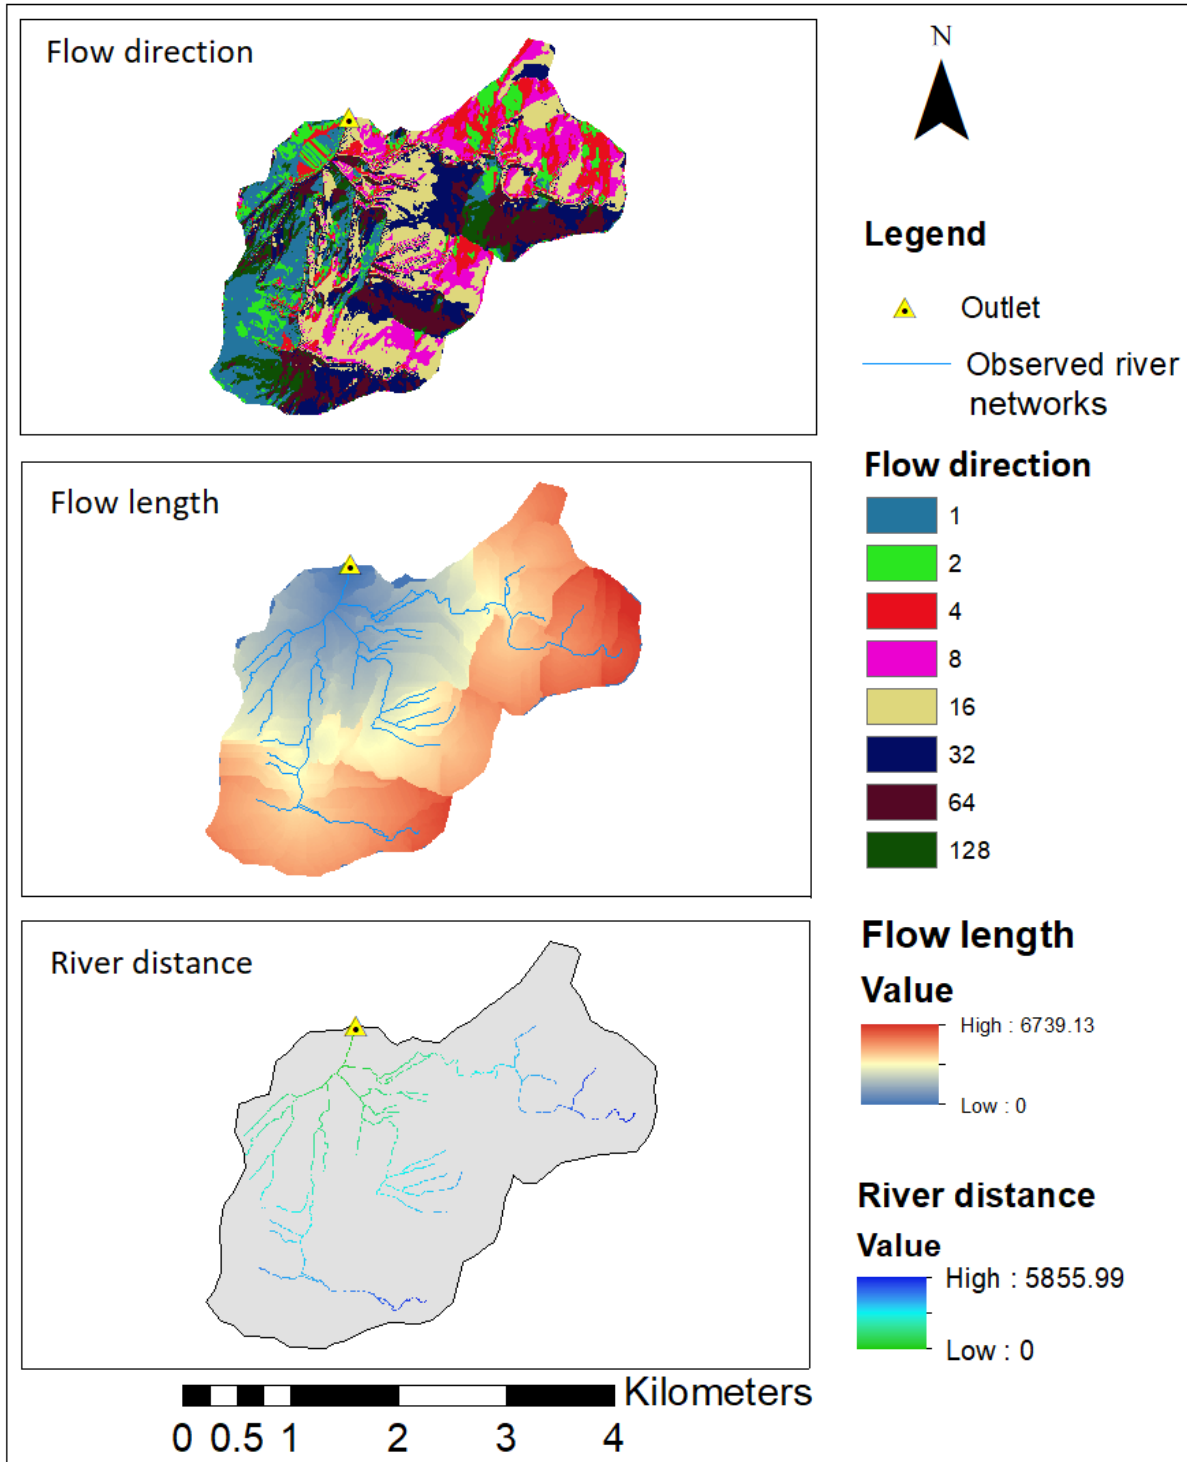 Flow direction
N
Legend
Outlet
Observed river
networks
Flow direction
1
2
4
8
16
32
64
128
Flow length
Flow length
Value
High : 6739.13
Low : 0
River distance
River distance
Value
High : 5855.99
Low : 0
Kilometers
0 0.5 1 2 3 4